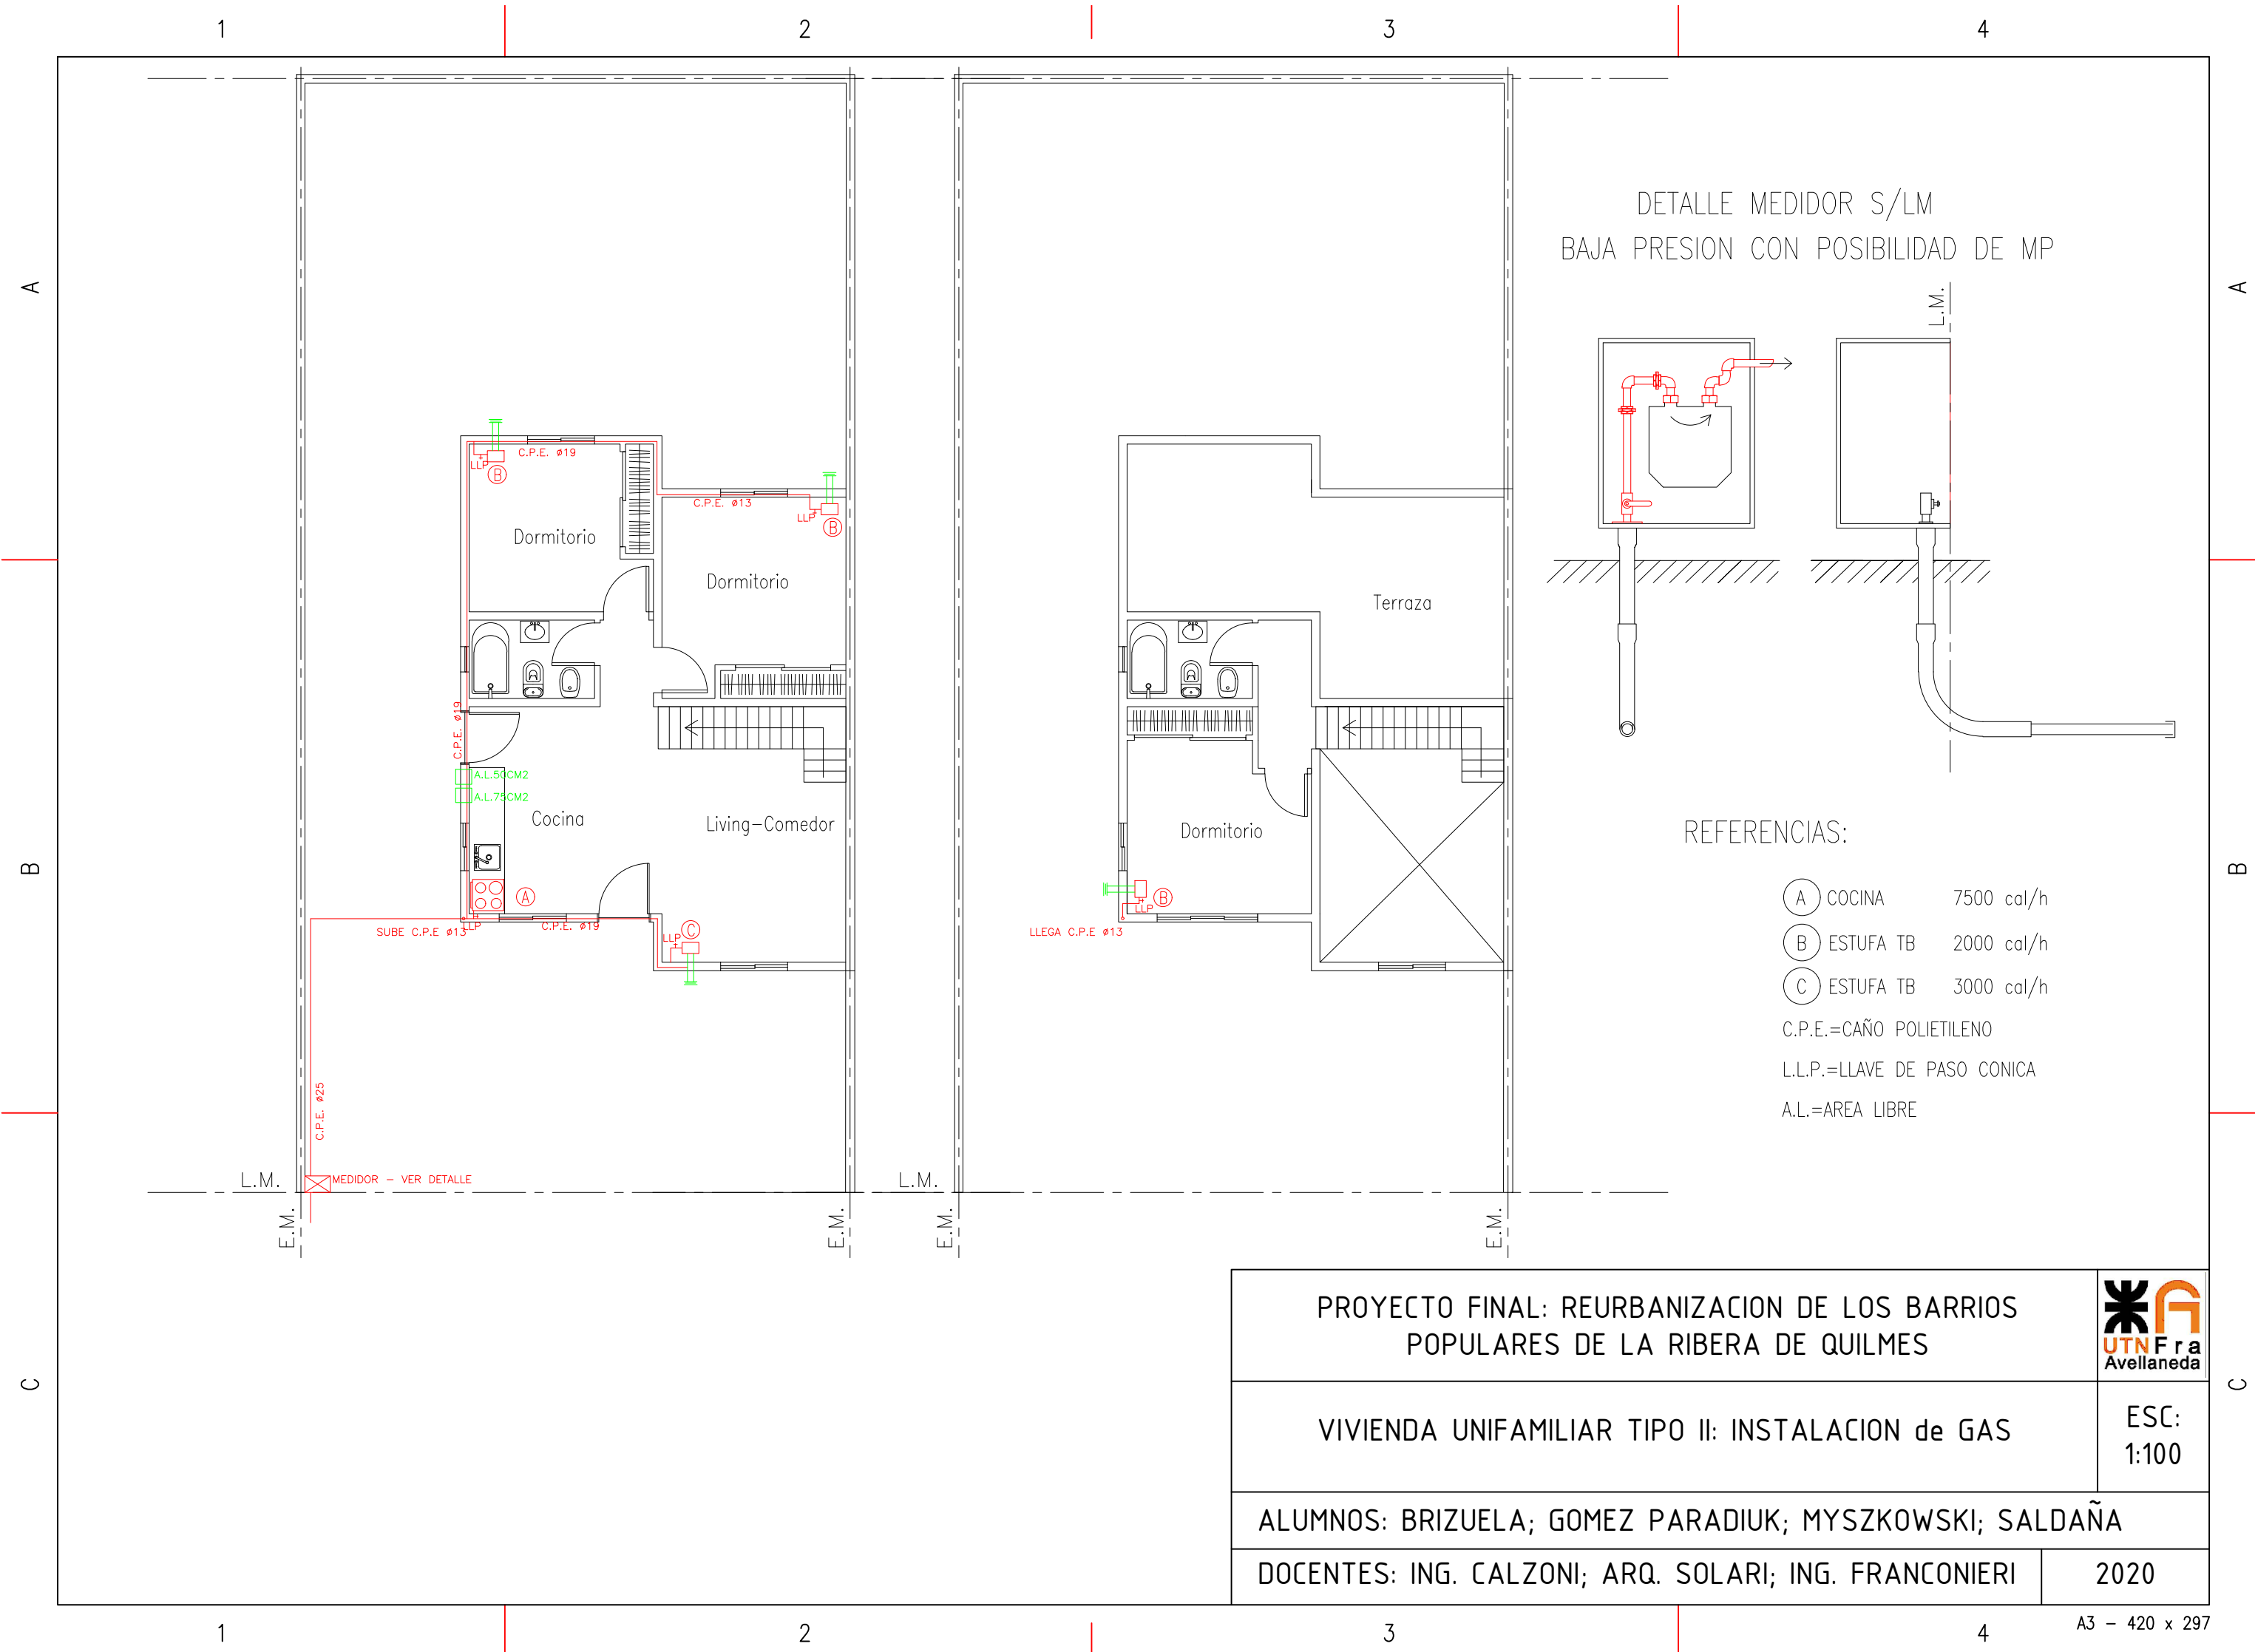 1
2
3
4
A
A
DETALLE MEDIDOR S/LM
BAJA PRESION CON POSIBILIDAD DE MP
L.M.
LLP
B
C.P.E. ø19
C.P.E. ø13
LLP
B
Dormitorio
Dormitorio
Terraza
C.P.E. ø19
A.L.50CM2
A.L.75CM2
Cocina
Living-Comedor
Dormitorio
B
B
REFERENCIAS:
A COCINA 7500 cal/h
B ESTUFA TB 2000 cal/h
C ESTUFA TB 3000 cal/h
C.P.E.=CAÑO POLIETILENO
L.L.P.=LLAVE DE PASO CONICA
A.L.=AREA LIBRE
A
B
LLP
SUBE C.P.E ø13
LLP
C.P.E. ø19
LLP
C
LLEGA C.P.E ø13
C.P.E. ø25
L.M.
MEDIDOR - VER DETALLE
L.M.
E.M.
E.M.
E.M.
E.M.
PROYECTO FINAL: REURBANIZACION DE LOS BARRIOS
POPULARES DE LA RIBERA DE QUILMES
UTN Fra
Avellaneda
C
C
VIVIENDA UNIFAMILIAR TIPO II: INSTALACION de GAS
ESC:
1:100
ALUMNOS: BRIZUELA; GOMEZ PARADIUK; MYSZKOWSKI; SALDAÑA
DOCENTES: ING. CALZONI; ARQ. SOLARI; ING. FRANCONIERI
2020
1
2
3
4
A3 - 420 x 297